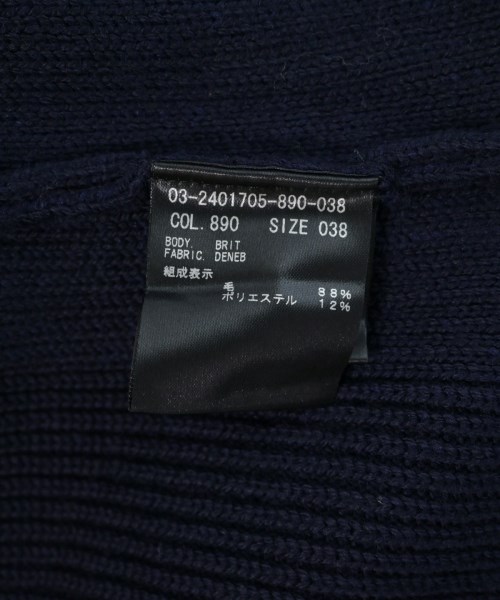 03-2401705-890-038
COL. 890 SIZE 038
BODY. BRIT
FABRIC. DENEB
組成表示
毛 88%
ポリエステル 12%